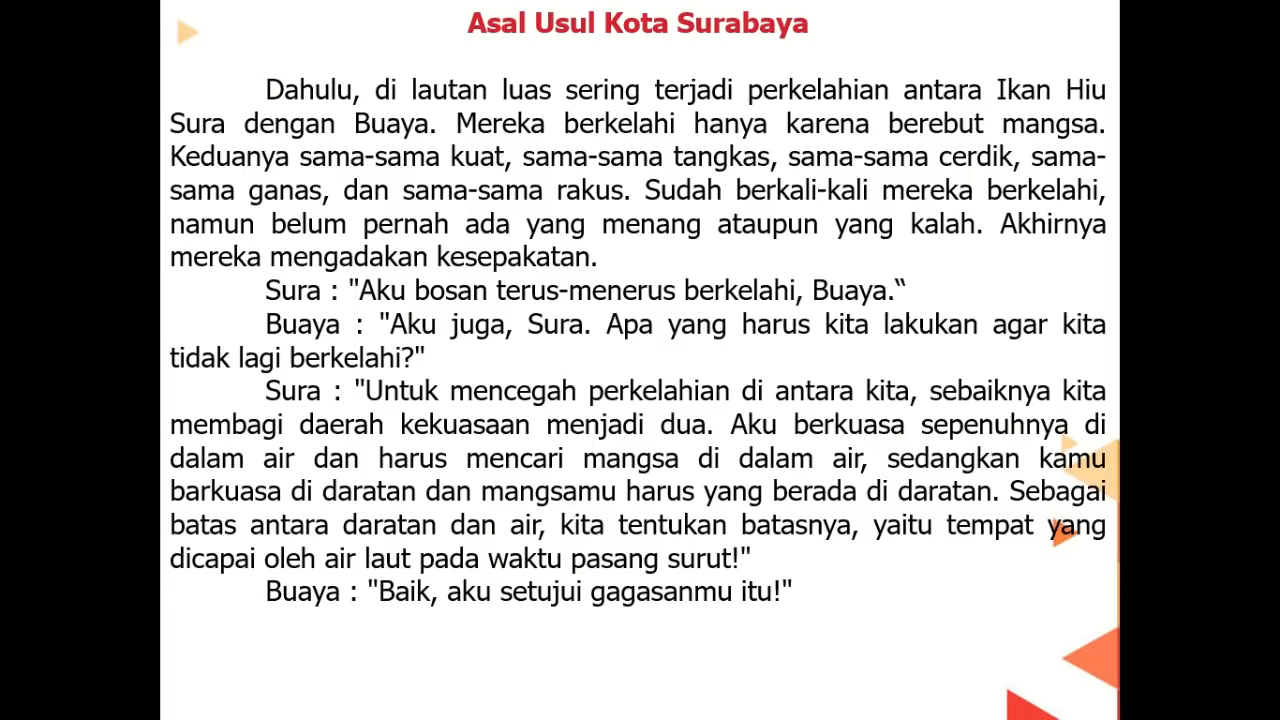 Asal Usul Kota Surabaya
Dahulu, di lautan luas sering terjadi perkelahian antara Ikan Hiu
Sura dengan Buaya. Mereka berkelahi hanya karena berebut mangsa.
Keduanya sama-sama kuat, sama-sama tangkas, sama-sama cerdik, sama-
sama ganas, dan sama-sama rakus. Sudah berkali-kali mereka berkelahi,
namun belum pernah ada yang menang ataupun yang kalah. Akhirnya
mereka mengadakan kesepakatan.
Sura : "Aku bosan terus-menerus berkelahi, Buaya.“
Buaya : "Aku juga, Sura. Apa yang harus kita lakukan agar kita
tidak lagi berkelahi?"
Sura : "Untuk mencegah perkelahian di antara kita, sebaiknya kita
membagi daerah kekuasaan menjadi dua. Aku berkuasa sepenuhnya di
dalam air dan harus mencari mangsa di dalam air, sedangkan kamu
barkuasa di daratan dan mangsamu harus yang berada di daratan. Sebagai
batas antara daratan dan air, kita tentukan batasnya, yaitu tempat yang
dicapai oleh air laut pada waktu pasang surut!"
Buaya : "Baik, aku setujui gagasanmu itu!"